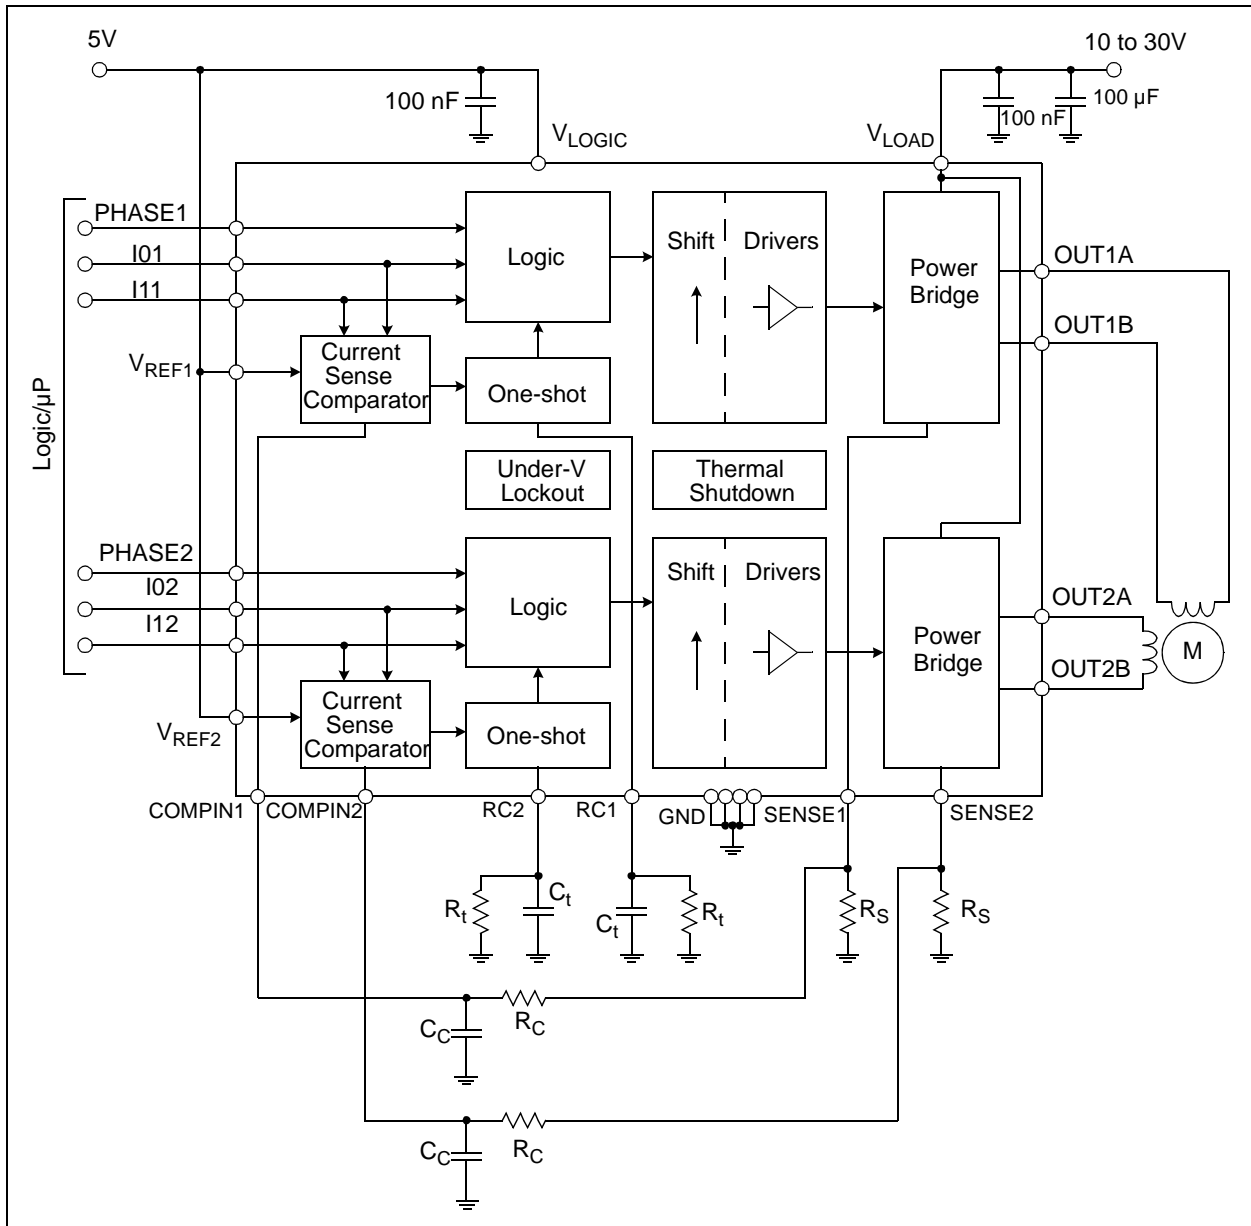 5V
10 to 30V
100 nF
100 nF
100 µF
VLOGIC
VLOAD
PHASE1
I01
I11
Logic
Shift
Drivers
Power
Bridge
OUT1A
OUT1B
VREF1
Current
Sense
Comparator
One-shot
Logic/µP
Under-V
Lockout
Thermal
Shutdown
PHASE2
I02
I12
Logic
Shift
Drivers
Power
Bridge
OUT2A
OUT2B
M
VREF2
Current
Sense
Comparator
One-shot
COMPIN1
COMPIN2
RC2
RC1
GND
SENSE1
SENSE2
Rt
Ct
Ct
Rt
RS
RS
CC
RC
CC
RC